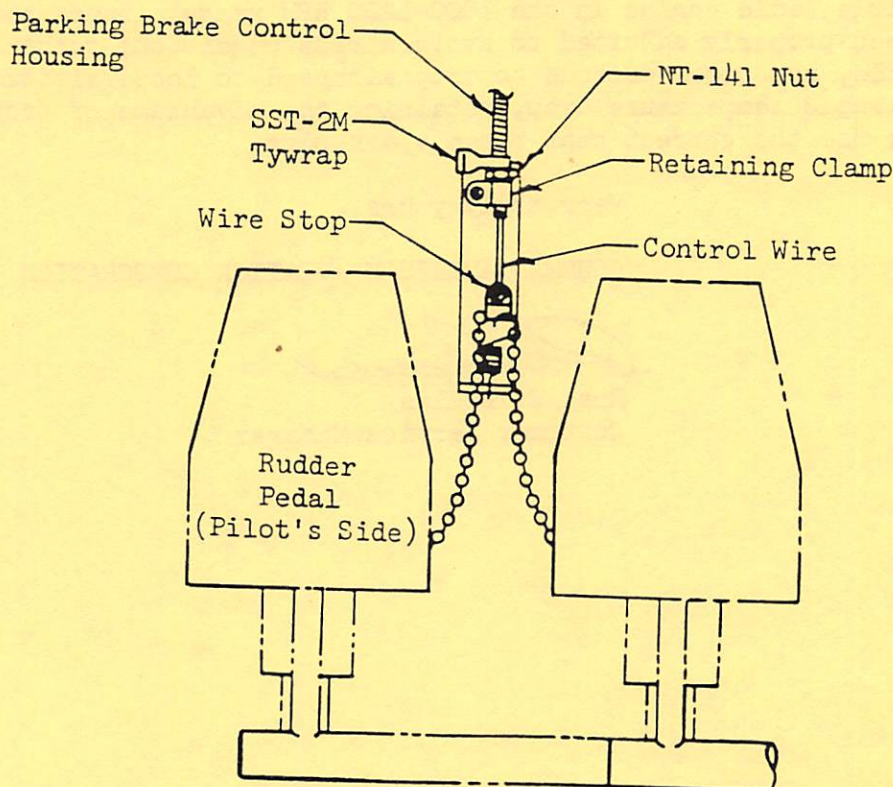 Parking Brake Control
Housing
NT-141 Nut
SST-2M
Tywrap
Retaining Clamp
Wire Stop
Control Wire
Rudder
Pedal
(Pilot's Side)